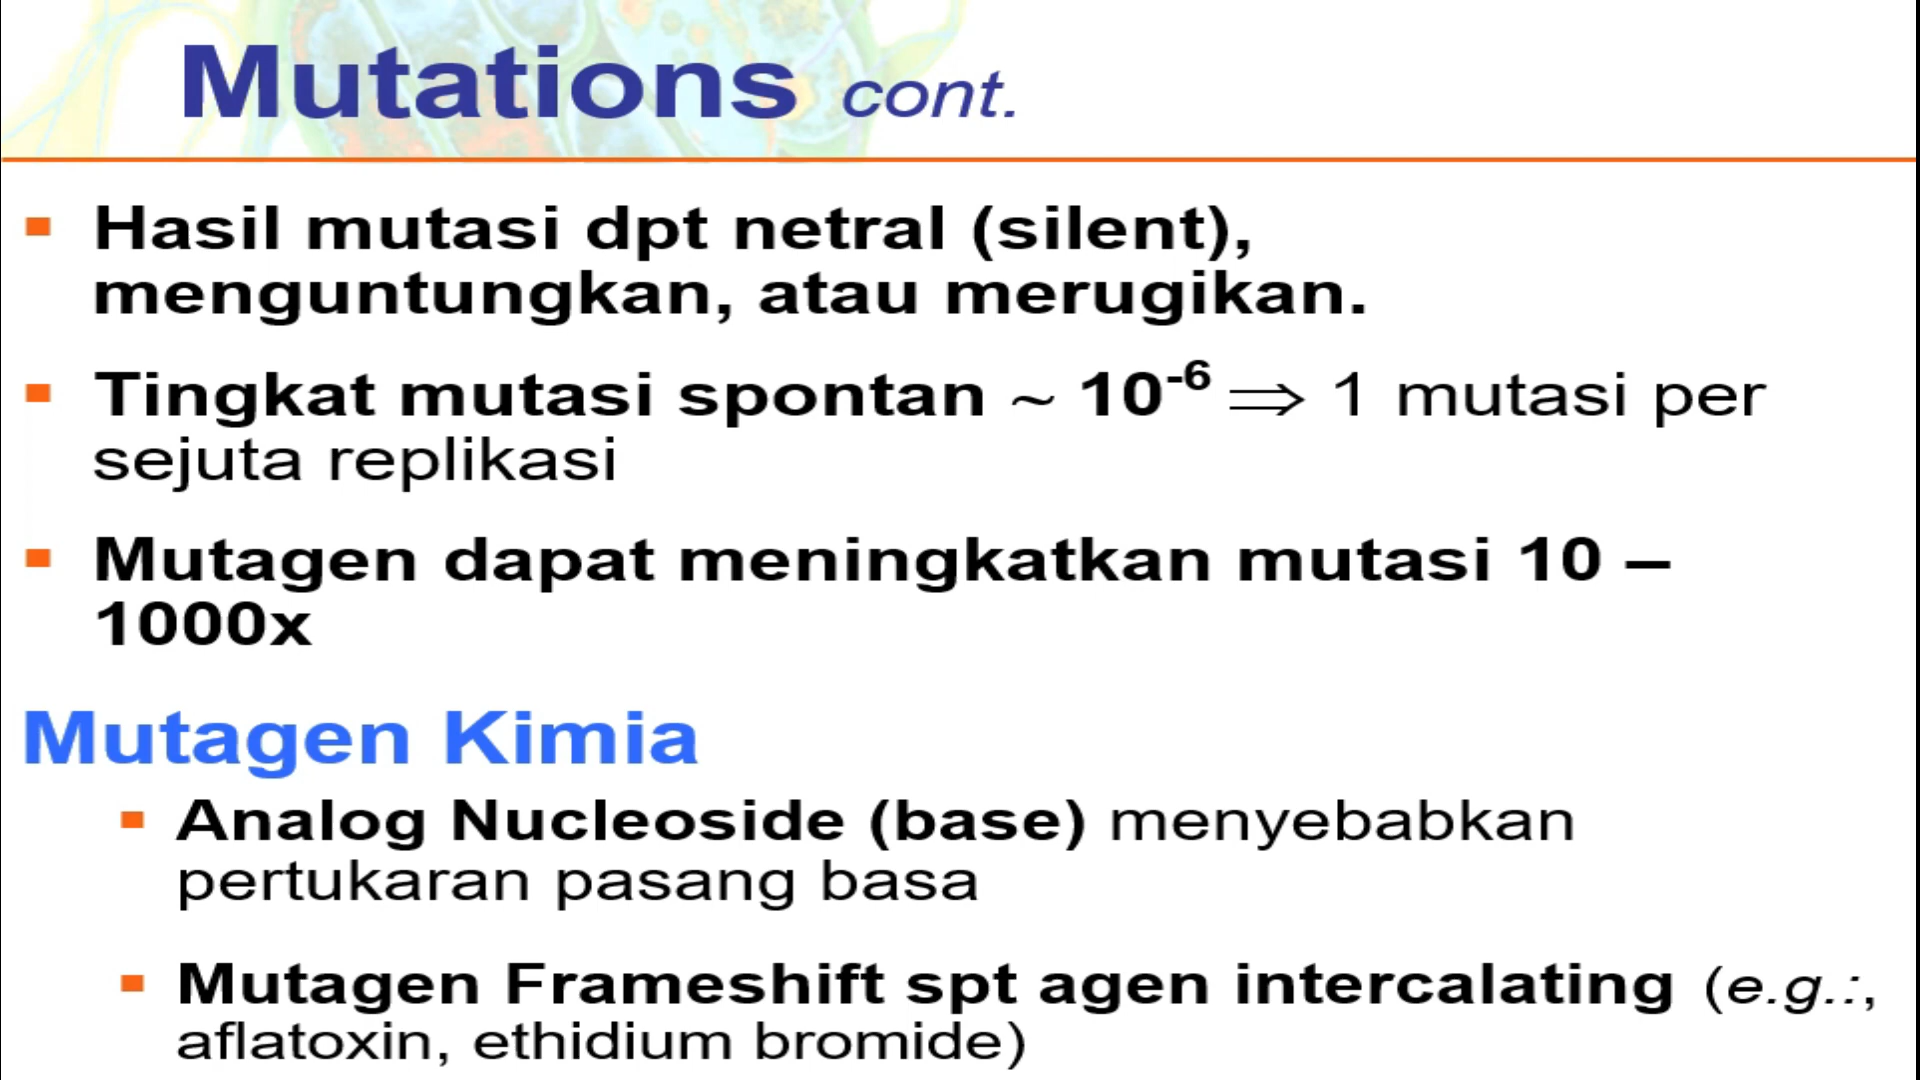 Mutations cont.
Hasil mutasi dpt netral (silent),
menguntungkan, atau merugikan.
Tingkat mutasi spontan ~ 10⁻⁶ ⇒ 1 mutasi per
sejuta replikasi
Mutagen dapat meningkatkan mutasi 10 –
1000x
Mutagen Kimia
Analog Nucleoside (base) menyebabkan
pertukaran pasang basa
Mutagen Frameshift spt agen intercalating (e.g.:,
aflatoxin, ethidium bromide)